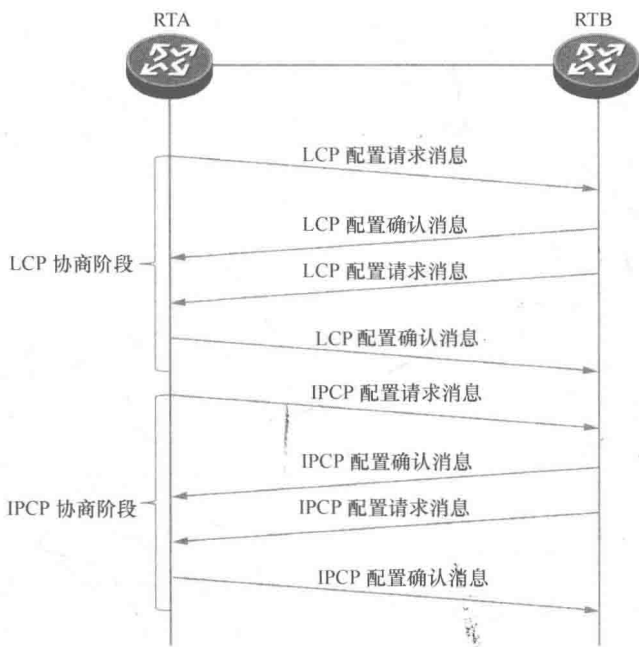 RTA
RTB
LCP 配置请求消息
LCP 配置确认消息
LCP 协商阶段
LCP 配置请求消息
LCP 配置确认消息
IPCP 配置请求消息
IPCP 配置确认消息
IPCP 协商阶段
IPCP 配置请求消息
IPCP 配置确认消息